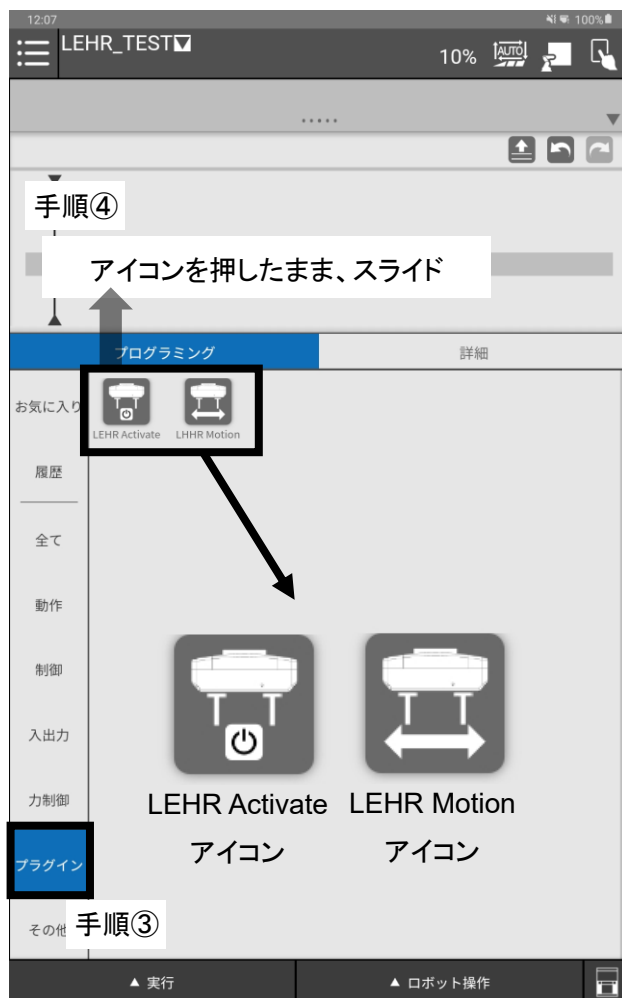 12:07
100%
LEHR_TEST
10%
AUTO
手順④
アイコンを押したまま、スライド
プログラミング
詳細
お気に入り
LEHR Activate
LHHR Motion
履歴
全て
動作
制御
入出力
力制御
LEHR Activate
アイコン
LEHR Motion
アイコン
プラグイン
手順③
その他
▲ 実行
▲ ロボット操作